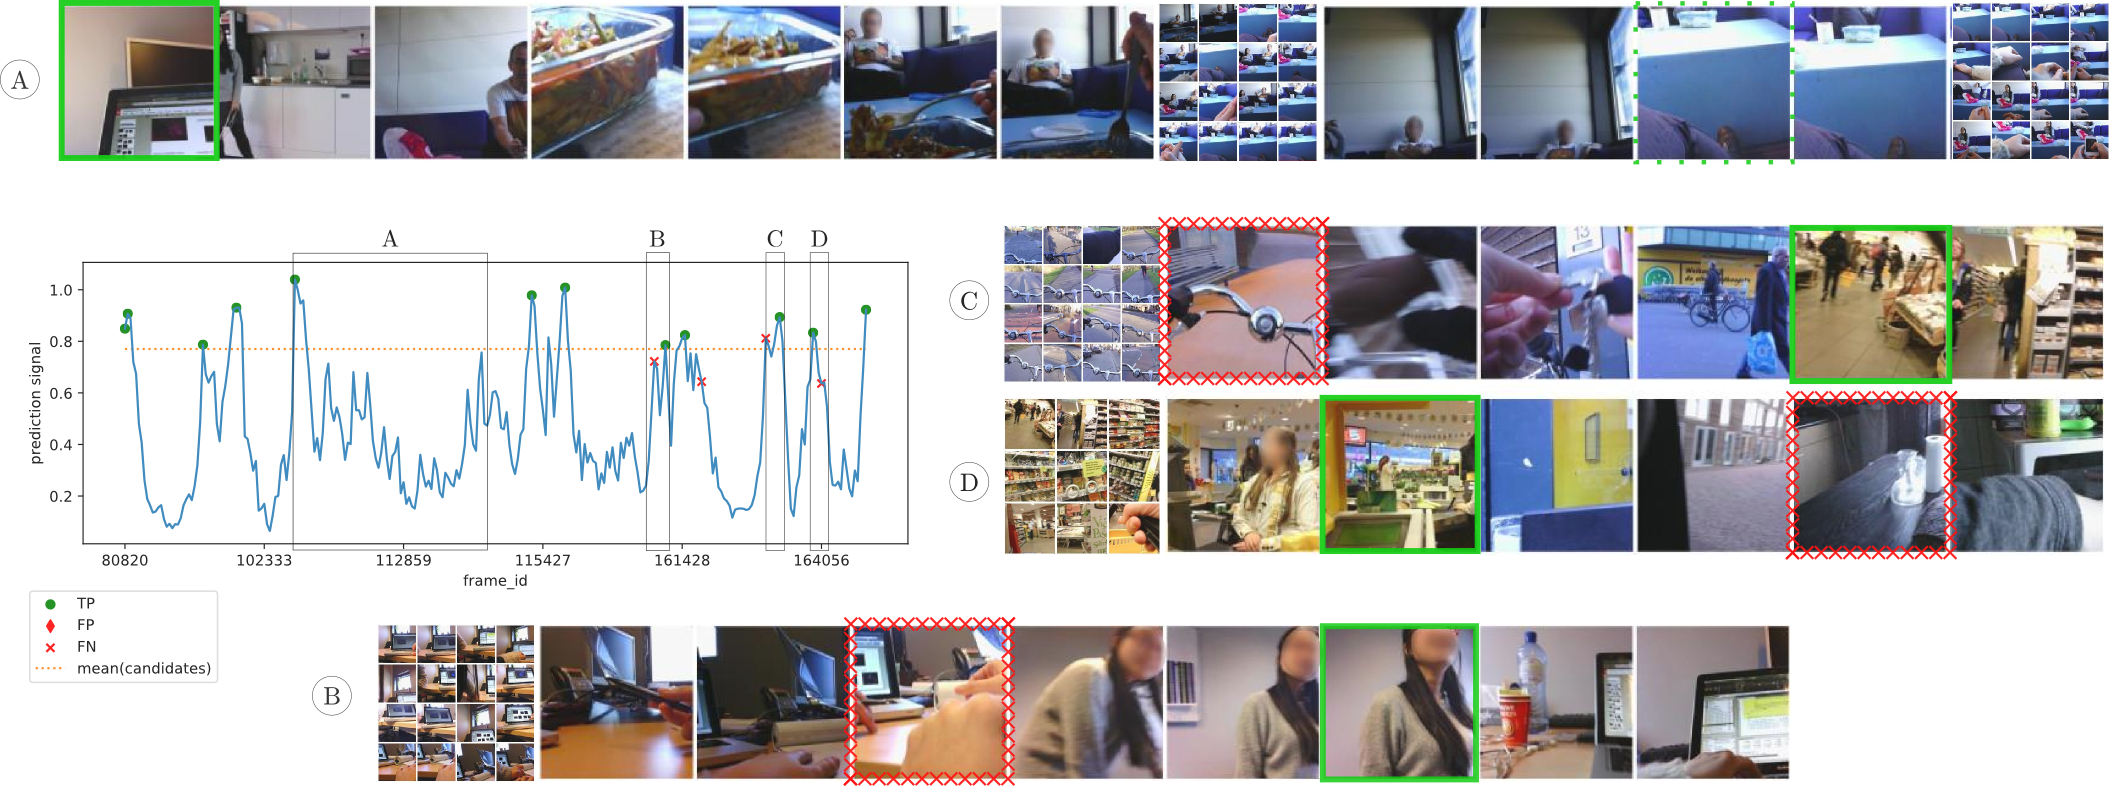 A
A
B
C
D
1.0
0.8
0.6
0.4
0.2
prediction signal
80820
102333
112859
115427
161428
164056
frame_id
TP
FP
FN
mean(candidates)
C
13
D
B